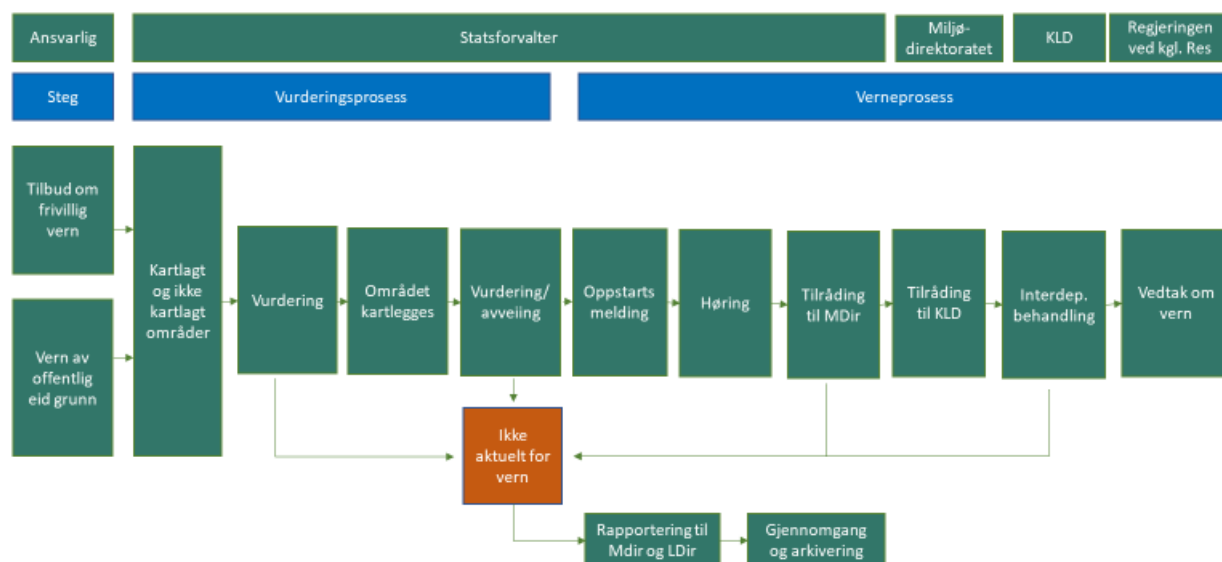 Ansvarlig
Statsforvalter
Miljø-
direktoratet
KLD
Regjeringen
ved kgl. Res
Steg
Vurderingsprosess
Verneprosess
Tilbud om
frivillig
vern
Vern av
offentlig
eid grunn
Kartlagt
og ikke
kartlagt
områder
Vurdering
Området
kartlegges
Vurdering/
avveiing
Oppstarts
melding
Høring
Tilråding
til MDir
Tilråding
til KLD
Interdep.
behandling
Vedtak om
vern
Ikke
aktuelt for
vern
Rapportering til
Mdir og LDir
Gjennomgang
og arkivering